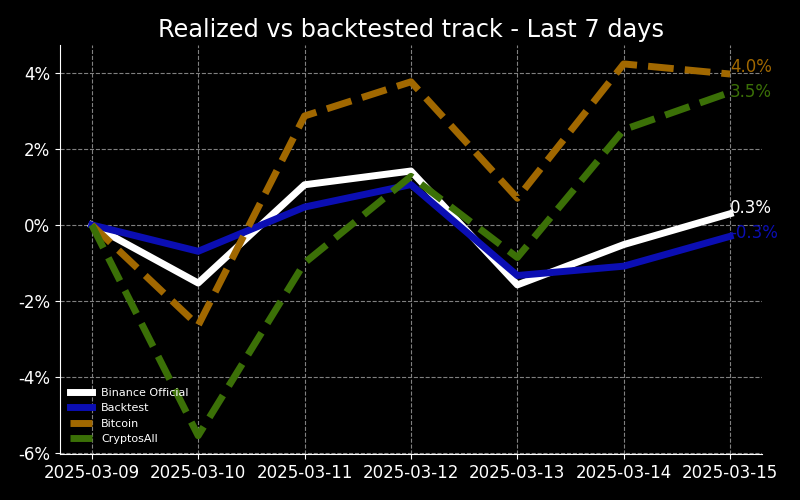 Realized vs backtested track - Last 7 days
4%
2%
0%
-2%
-4%
-6%
4.0%
3.5%
0.3%
-0.3%
Binance Official
Backtest
Bitcoin
CryptosAll
2025-03-09 2025-03-10 2025-03-11 2025-03-12 2025-03-13 2025-03-14 2025-03-15